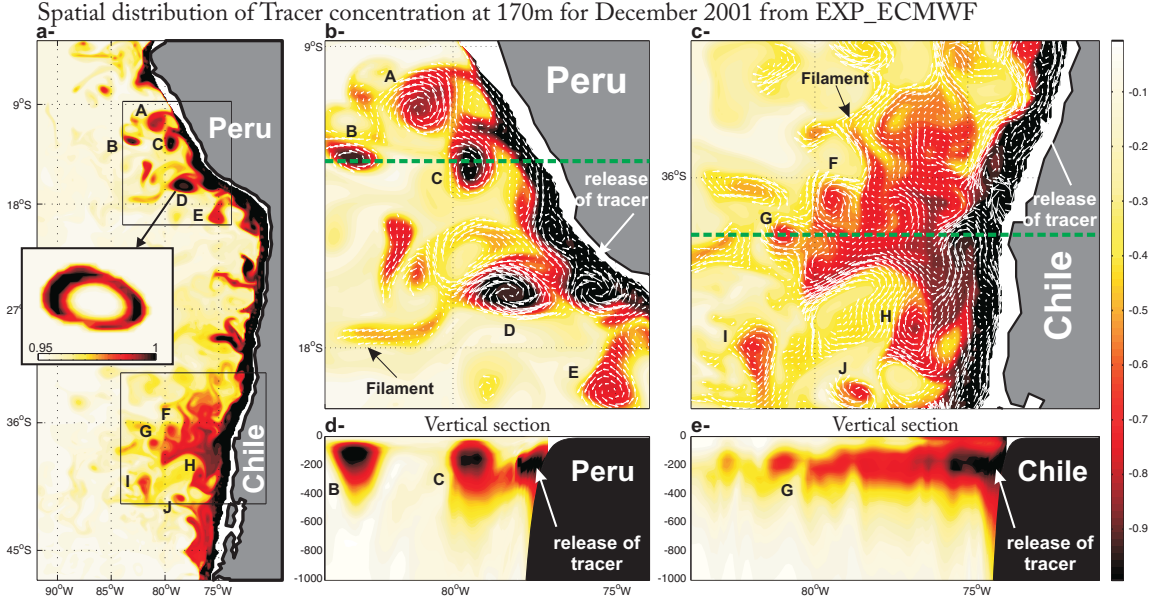 Spatial distribution of Tracer concentration at 170m for December 2001 from EXP_ECMWF
a-
9°S
18°S
27°
36°S
45°S
90°W
85°W
80°W
75°W
A
B
C
D
E
Peru
0.95
1
F
G
H
I
J
Chile
b-
9°S
18°S
A
B
C
D
E
Peru
release
of tracer
Filament
c-
36°S
80°W
75°W
Filament
F
G
H
I
J
release
of tracer
Chile
d-
Vertical section
0
-200
-400
-600
-800
-1000
80°W
75°W
B
C
Peru
release of
tracer
e-
Vertical section
0
-200
-400
-600
-800
-1000
G
Chile
release of
tracer
-0.1
-0.2
-0.3
-0.4
-0.5
-0.6
-0.7
-0.8
-0.9